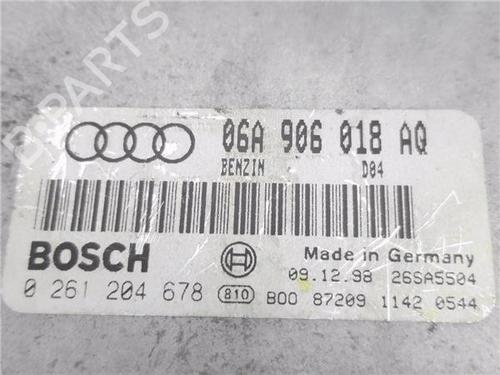 B-PARTS
06A 906 018 AQ
BENZIN D04
BOSCH
Made in Germany
09.12.98 26SA5504
0 261 204 678 810 B00 87209 1142 0544